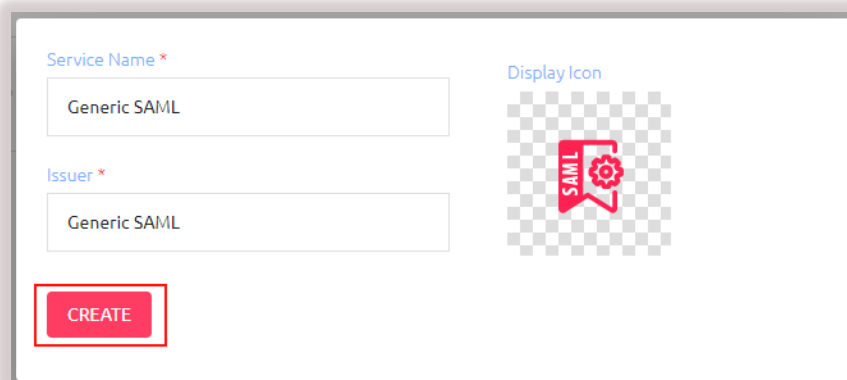 Service Name *
Generic SAML
Issuer *
Generic SAML
CREATE
Display Icon
SAML